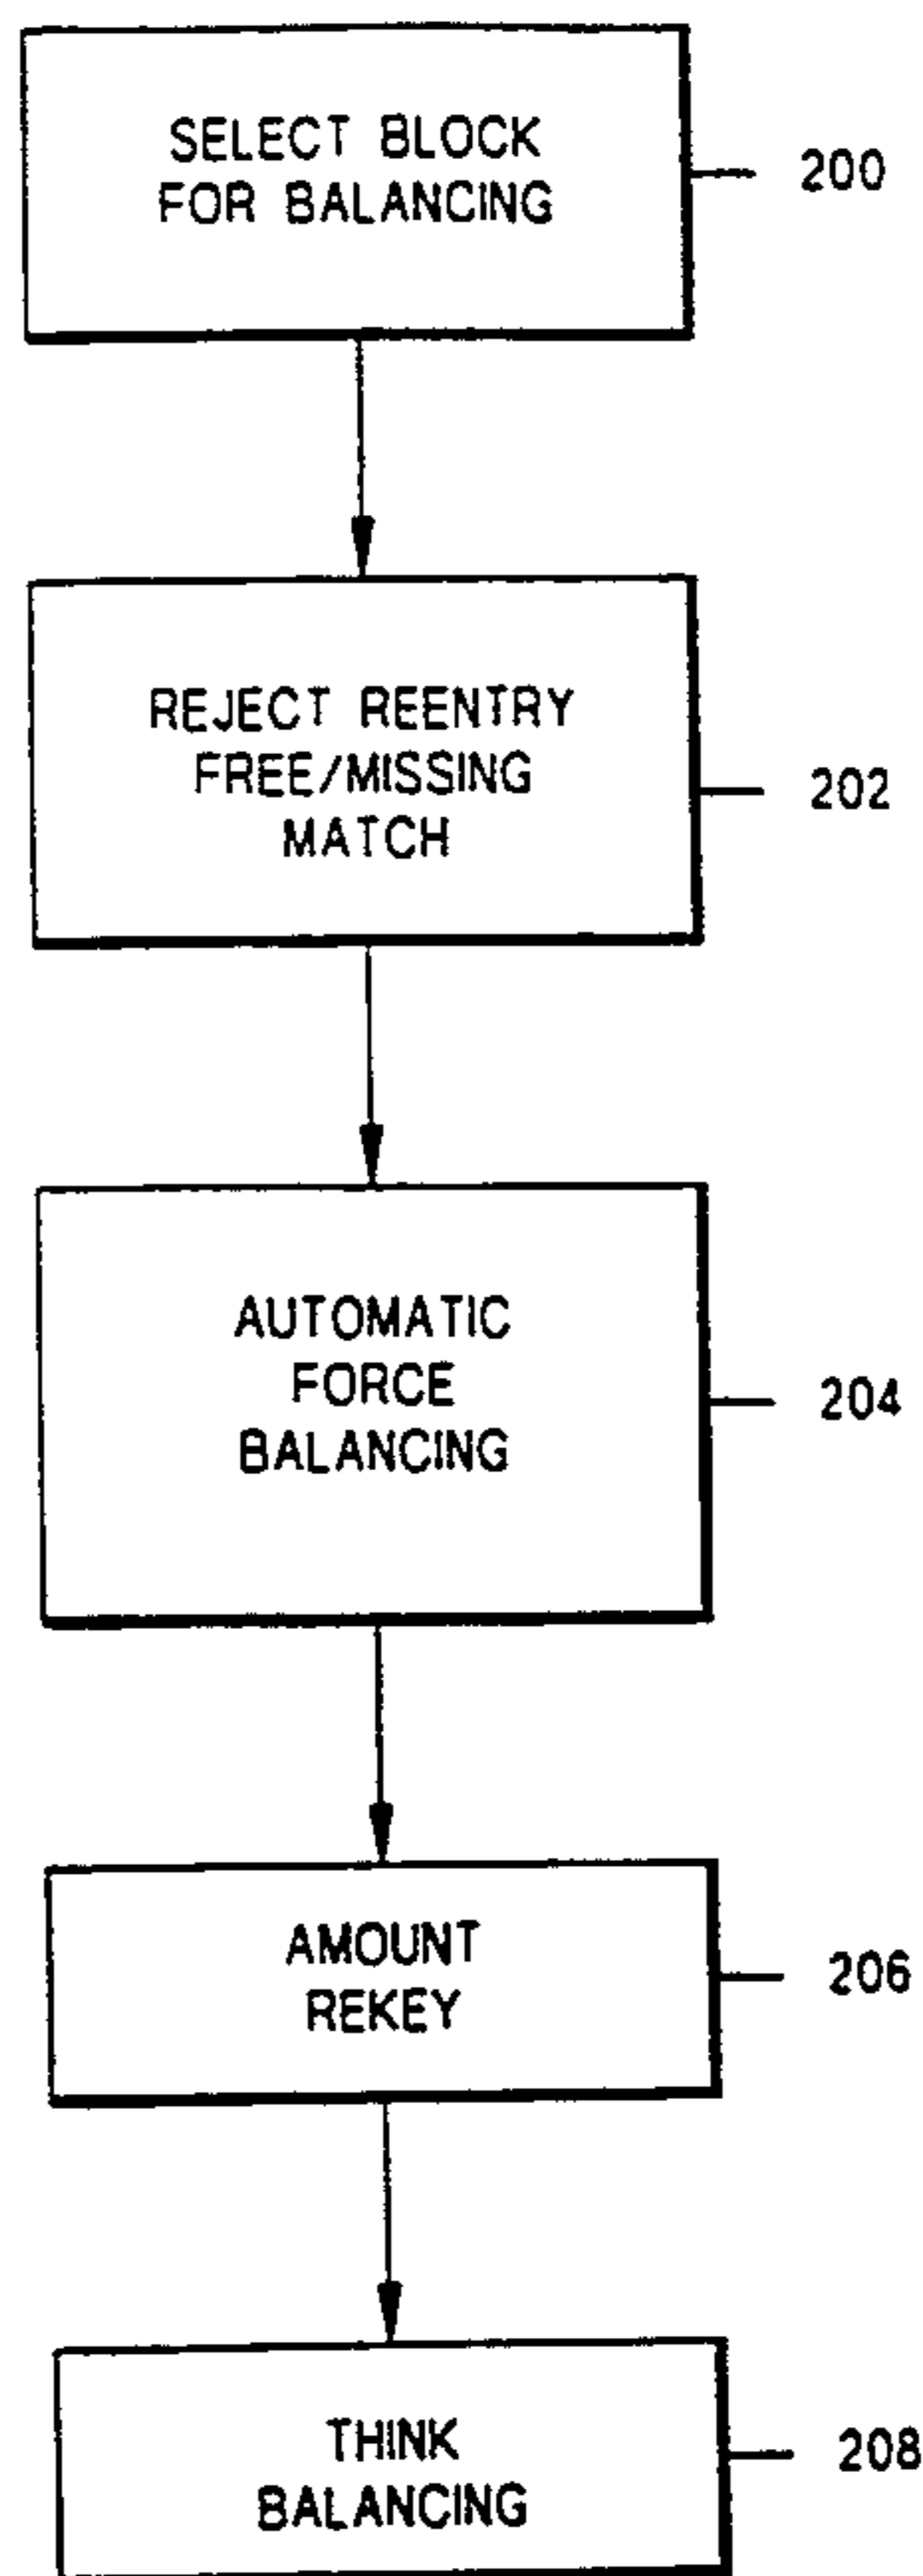 SELECT BLOCK
FOR BALANCING
200
REJECT REENTRY
FREE/MISSING
MATCH
202
AUTOMATIC
FORCE
BALANCING
204
AMOUNT
REKEY
206
THINK
BALANCING
208